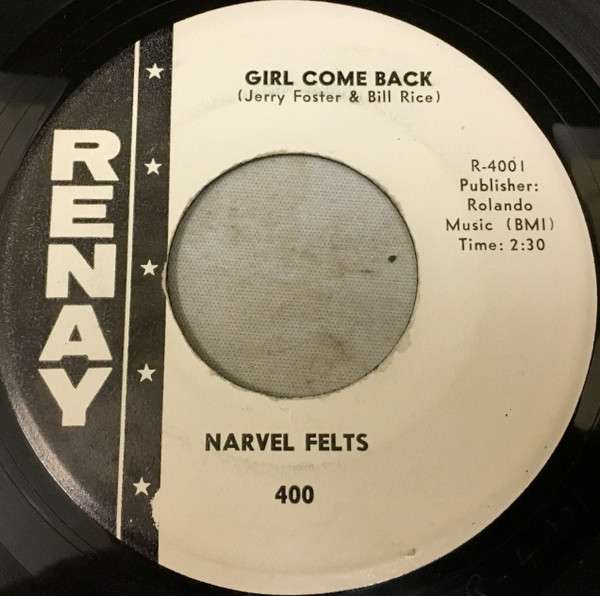 RENAY
GIRL COME BACK
(Jerry Foster & Bill Rice)
R-4001
Publisher:
Rolando
Music (BMI)
Time: 2:30
NARVEL FELTS
400